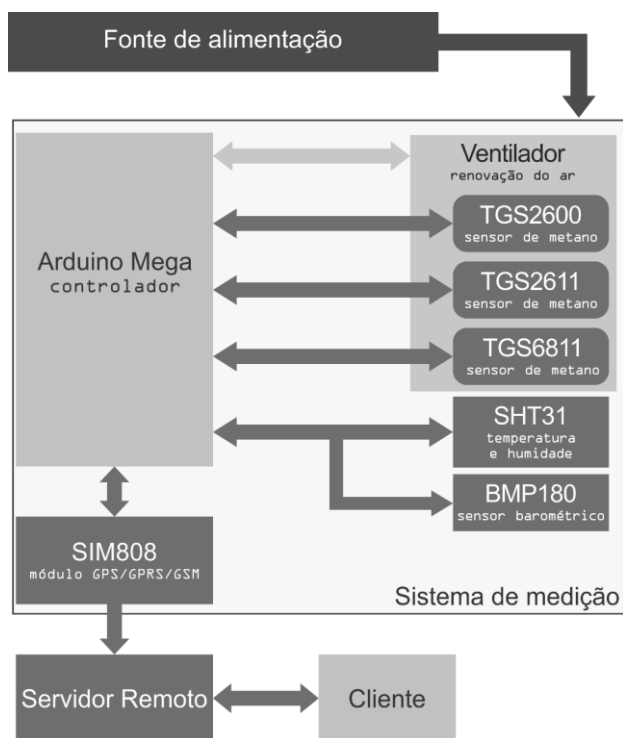 Fonte de alimentação
Ventilador
renovação do ar
TGS2600
sensor de metano
Arduino Mega
controlador
TGS2611
sensor de metano
TGS6811
sensor de metano
SHT31
temperatura
e humidade
BMP180
sensor barométrico
SIM808
módulo GPS/GPRS/GSM
Sistema de medição
Servidor Remoto
Cliente